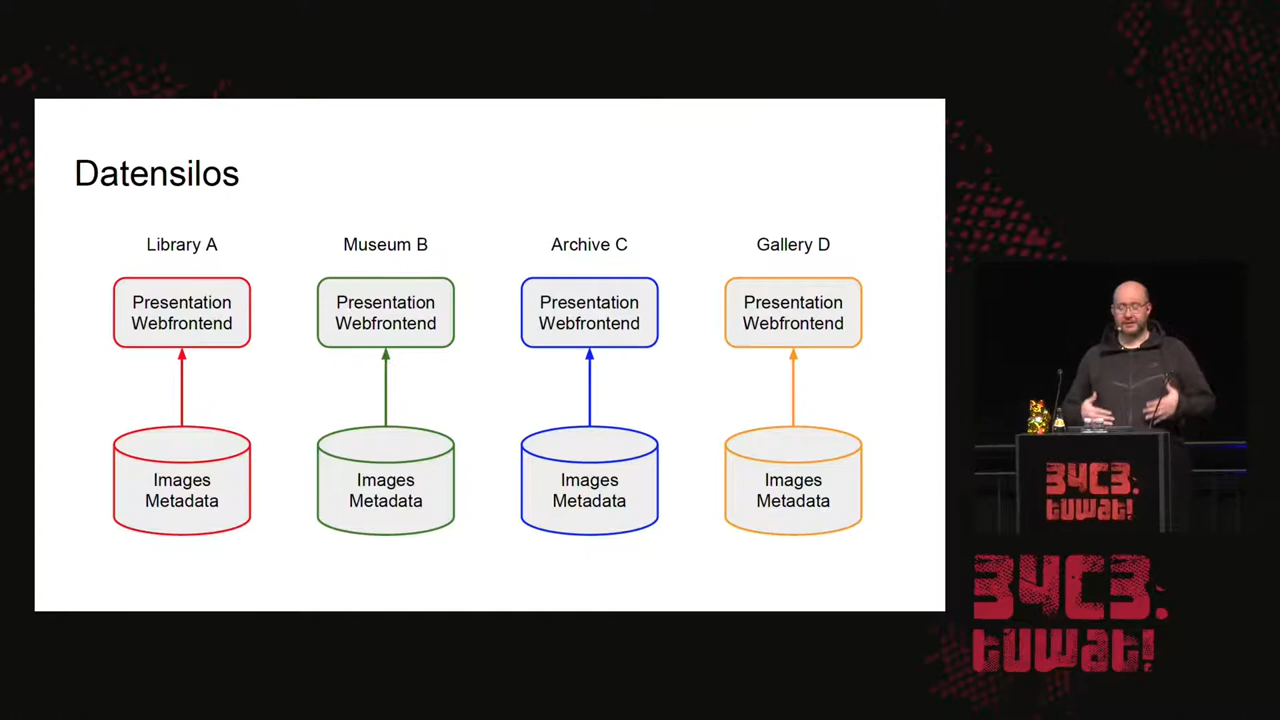 Datensilos
Library A
Museum B
Archive C
Gallery D
Presentation
Webfrontend
Presentation
Webfrontend
Presentation
Webfrontend
Presentation
Webfrontend
Images
Metadata
Images
Metadata
Images
Metadata
Images
Metadata
34C3.
tuwat!
34C3.
tuwat!